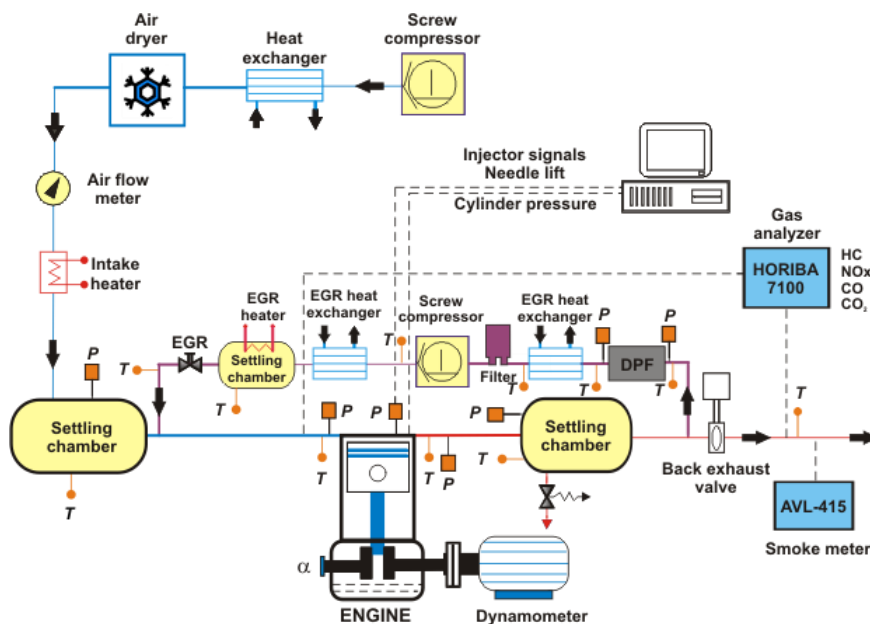 Air
dryer
Heat
exchanger
Screw
compressor
Injector signals
Needle lift
Cylinder pressure
Air flow
meter
Gas
analyzer
HORIBA
7100
HC
NOx
CO
CO₂
Intake
heater
EGR
heater
EGR heat
exchanger
Screw
compressor
EGR heat
exchanger
P
P
P
EGR
T
Settling
chamber
T
Filter
DPF
T
T
T
T
Settling
chamber
T
P
P
P
Settling
chamber
T
T
T
P
T
Back exhaust
valve
AVL-415
Smoke meter
α
ENGINE
Dynamometer